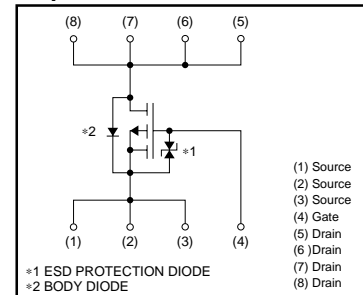 (8) (7) (6) (5)
∗2
∗1
(1) (2) (3) (4)
(1) Source
(2) Source
(3) Source
(4) Gate
(5) Drain
(6 )Drain
(7) Drain
(8) Drain
∗1 ESD PROTECTION DIODE
∗2 BODY DIODE